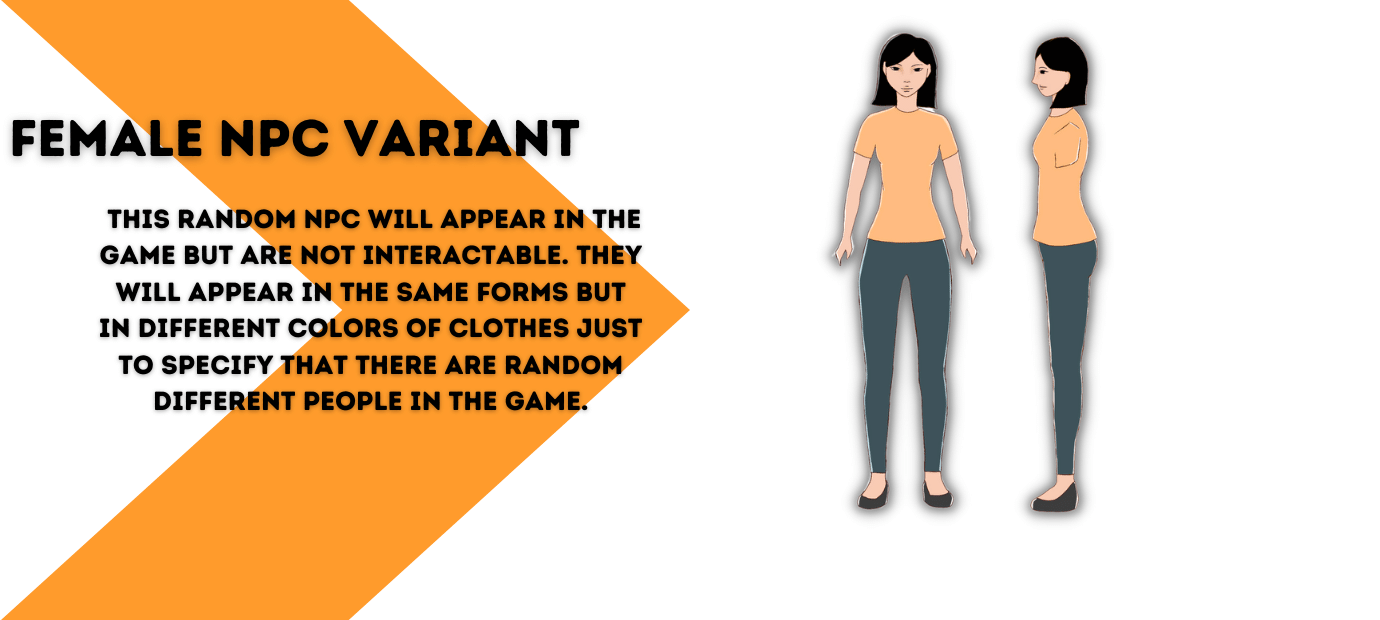 FEMALE NPC VARIANT
THIS RANDOM NPC WILL APPEAR IN THE
GAME BUT ARE NOT INTERACTABLE. THEY
WILL APPEAR IN THE SAME FORMS BUT
IN DIFFERENT COLORS OF CLOTHES JUST
TO SPECIFY THAT THERE ARE RANDOM
DIFFERENT PEOPLE IN THE GAME.